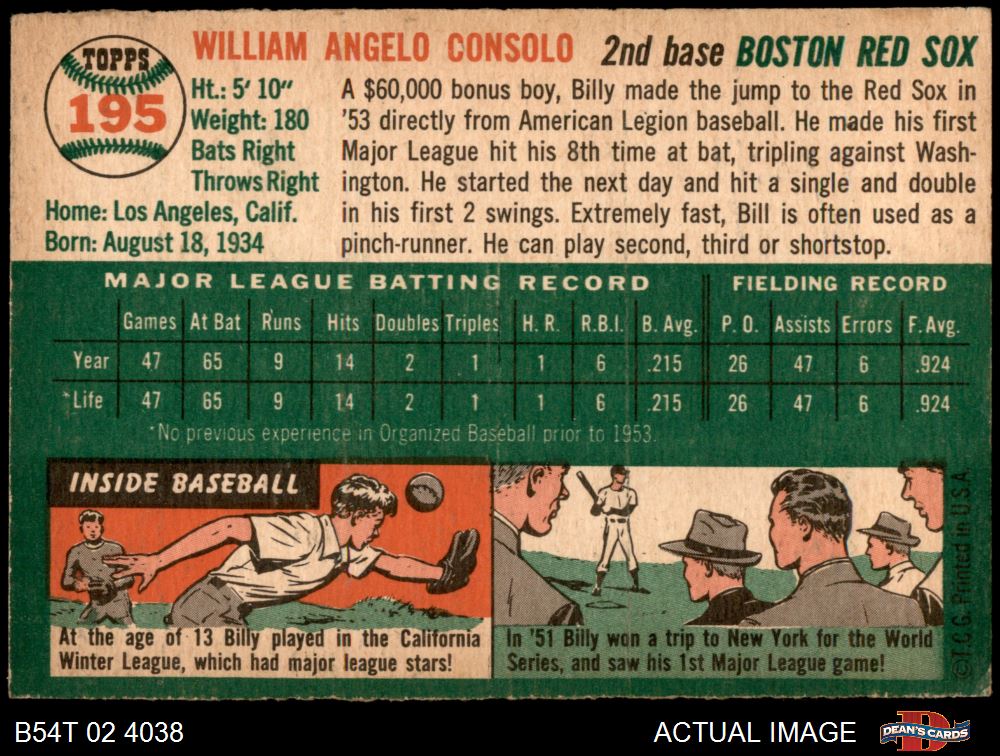 TOPPS
195
WILLIAM ANGELO CONSOLO 2nd base BOSTON RED SOX
Ht.: 5' 10"
Weight: 180
Bats Right
Throws Right
Home: Los Angeles, Calif.
Born: August 18, 1934
A $60,000 bonus boy, Billy made the jump to the Red Sox in
'53 directly from American Legion baseball. He made his first
Major League hit his 8th time at bat, tripling against Wash-
ington. He started the next day and hit a single and double
in his first 2 swings. Extremely fast, Bill is often used as a
pinch-runner. He can play second, third or shortstop.
MAJOR LEAGUE BATTING RECORD FIELDING RECORD
Games At Bat Runs Hits Doubles Triples H. R. R.B.I. B. Avg. P. O. Assists Errors F. Avg.
Year 47 65 9 14 2 1 1 6 .215 26 47 6 .924
*Life 47 65 9 14 2 1 1 6 .215 26 47 6 .924
*No previous experience in Organized Baseball prior to 1953.
INSIDE BASEBALL
At the age of 13 Billy played in the California
Winter League, which had major league stars!
In '51 Billy won a trip to New York for the World
Series, and saw his 1st Major League game!
©T.C.G. Printed in U.S.A.
B54T 02 4038
ACTUAL IMAGE
D
DEAN'S CARDS